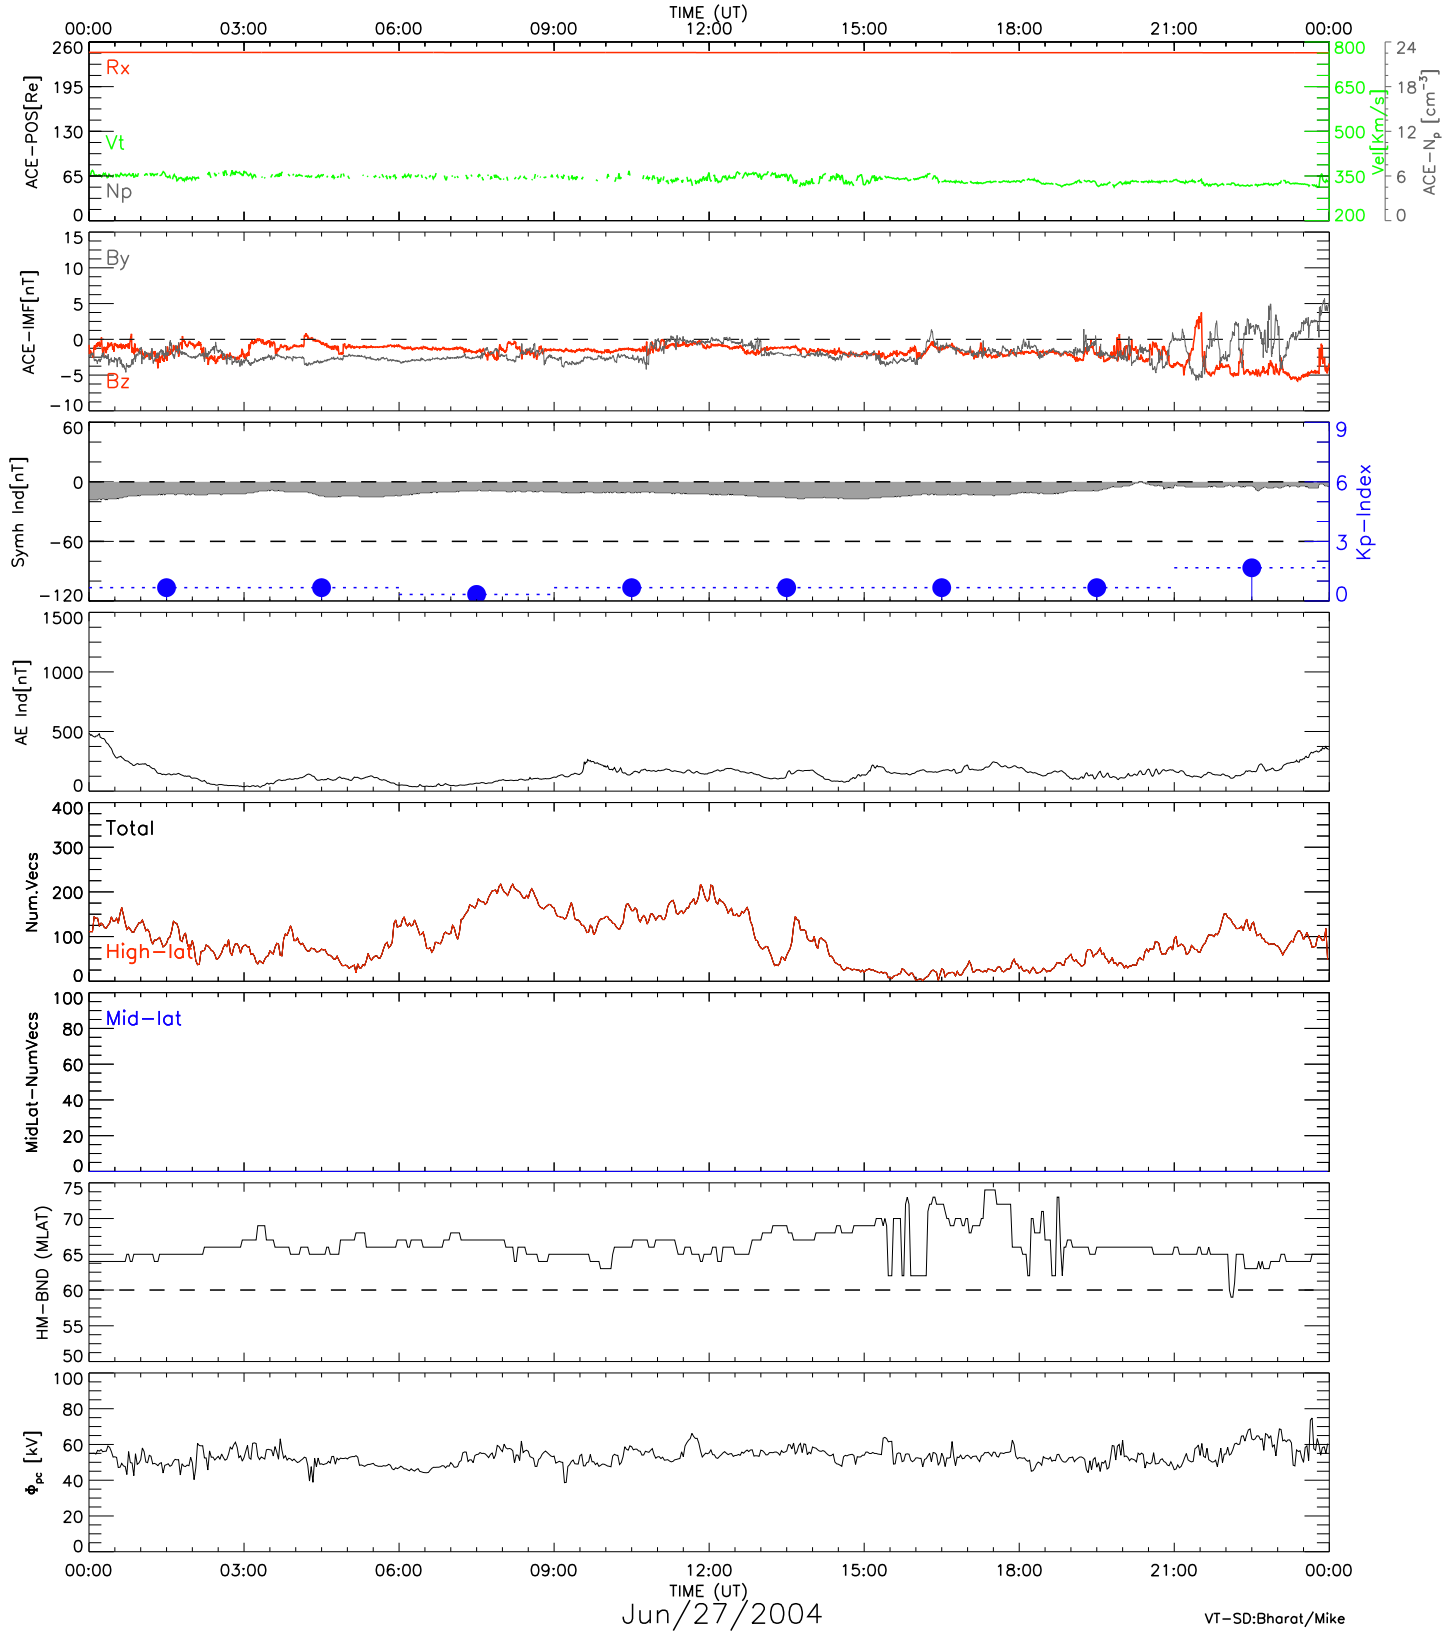 TIME (UT)
00:00 03:00 06:00 09:00 12:00 15:00 18:00 21:00 00:00
ACE-POS[Re]
260
195
130
65
0
Rx
Vt
Np
800
650
500
350
200
Vel[Km/s]
24
18
12
6
0
ACE-Np [cm-3]
ACE-IMF[nT]
15
10
5
0
-5
-10
By
Bz
Symh Ind[nT]
60
0
-60
-120
9
6
3
0
Kp-Index
AE Ind[nT]
1500
1000
500
0
Num.Vecs
400
300
200
100
0
Total
High-lat
MidLat-NumVecs
100
80
60
40
20
0
Mid-lat
HM-BND (MLAT)
75
70
65
60
55
50
Φpc [kV]
100
80
60
40
20
0
00:00 03:00 06:00 09:00 12:00 15:00 18:00 21:00 00:00
TIME (UT)
Jun/27/2004
VT-SD:Bharat/Mike